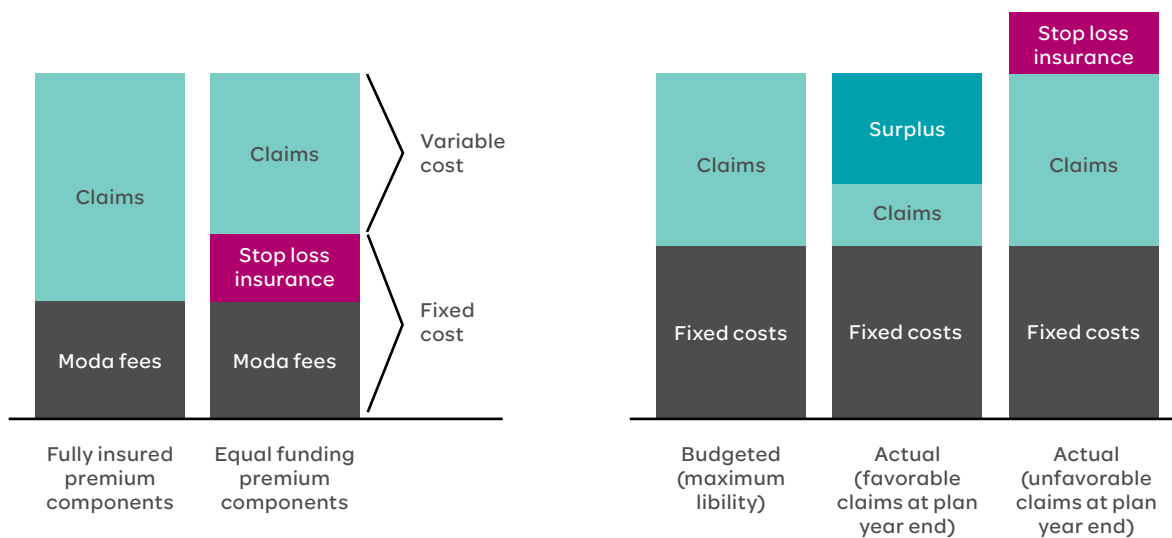 Claims
Moda fees
Fully insured
premium
components
Claims
Stop loss
insurance
Moda fees
Equal funding
premium
components
Variable
cost
Fixed
cost
Claims
Fixed costs
Budgeted
(maximum
libility)
Surplus
Claims
Fixed costs
Actual
(favorable
claims at plan
year end)
Stop loss
insurance
Claims
Fixed costs
Actual
(unfavorable
claims at plan
year end)